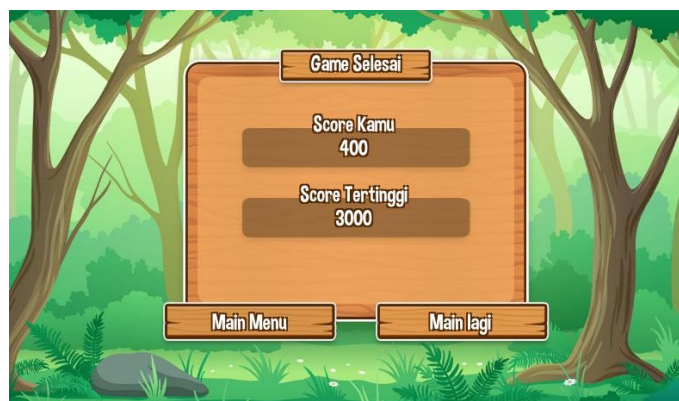 Game Selesai
Score Kamu
400
Score Tertinggi
3000
Main Menu
Main lagi